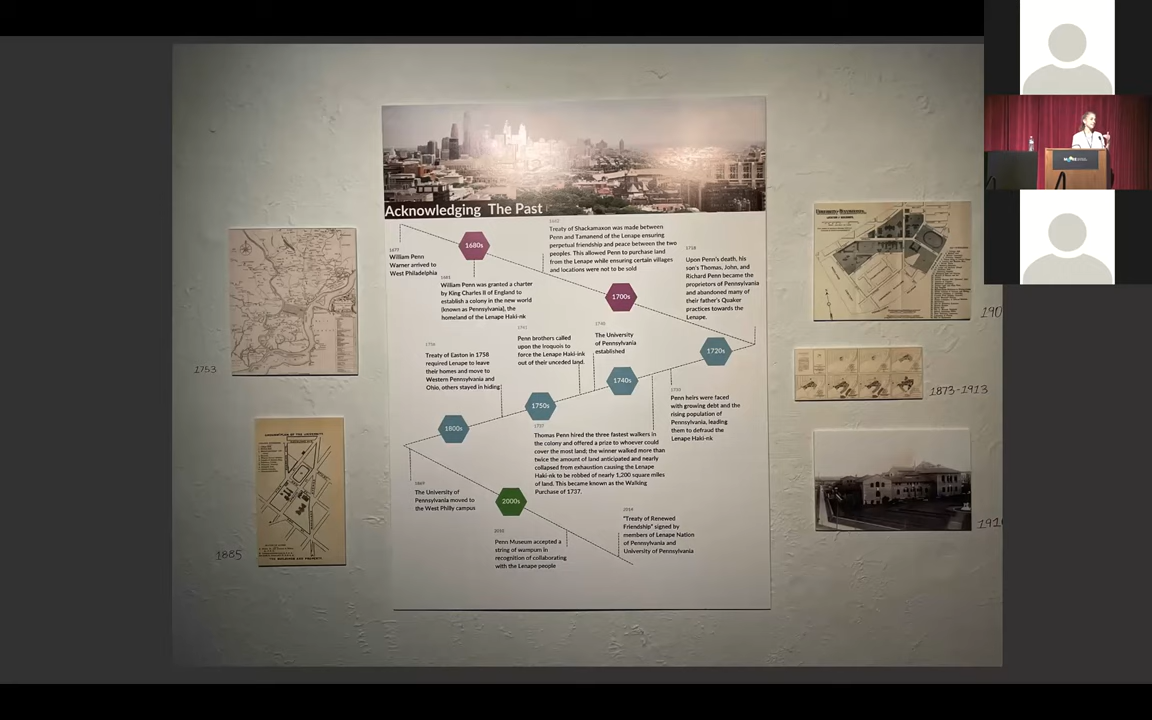 Acknowledging The Past
1682
Treaty of Shackamaxon was made between
Penn and Tamanend of the Lenape ensuring
perpetual friendship and peace between the two
peoples. This allowed Penn to purchase land
from the Lenape while ensuring certain villages
and locations were not to be sold
1680s
1677
William Penn
Warner arrived to
West Philadelphia
1681
William Penn was granted a charter
by King Charles II of England to
establish a colony in the new world
(known as Pennsylvania), the
homeland of the Lenape Haki-nk
1718
Upon Penn's death, his
son's Thomas, John, and
Richard Penn became the
proprietors of Pennsylvania
and abandoned many of
their father's Quaker
practices towards the
Lenape.
1700s
1741
Penn brothers called
upon the Iroquois to
force the Lenape Haki-ink
out of their unceded land.
1740
The University
of Pennsylvania
established
1720s
Treaty of Easton in 1758
required Lenape to leave
their homes and move to
Western Pennsylvania and
Ohio, others stayed in hiding
1740s
1750s
1800s
Penn heirs were faced
with growing debt and the
rising population of
Pennsylvania, leading
them to defraud the
Lenape Haki-nk
1737
Thomas Penn hired the three fastest walkers in
the colony and offered a prize to whoever could
cover the most land; the winner walked more than
twice the amount of land anticipated and nearly
collapsed from exhaustion causing the Lenape
Haki-nk to be robbed of nearly 1,200 square miles
of land. This became known as the Walking
Purchase of 1737.
The University of
Pennsylvania moved to
the West Philly campus
2000s
Penn Museum accepted a
string of wampum in
recognition of collaborating
with the Lenape people
"Treaty of Renewed
Friendship" signed by
members of Lenape Nation
of Pennsylvania and
University of Pennsylvania
1753
1885
190
1873-1913
191